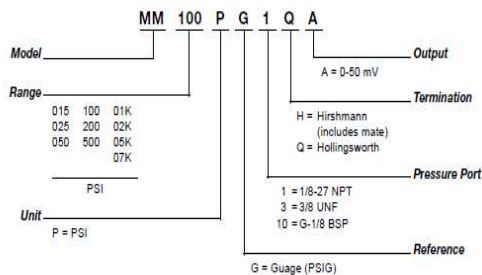 MM 100 P G 1 Q A
Model
Output
A = 0-50 mV
Range
Termination
015 100 01K
025 200 02K
050 500 05K
07K
PSI
H = Hirshmann
(includes mate)
Q = Hollingsworth
Pressure Port
1 = 1/8-27 NPT
3 = 3/8 UNF
10 = G-1/8 BSP
Unit
P = PSI
Reference
G = Guage (PSIG)